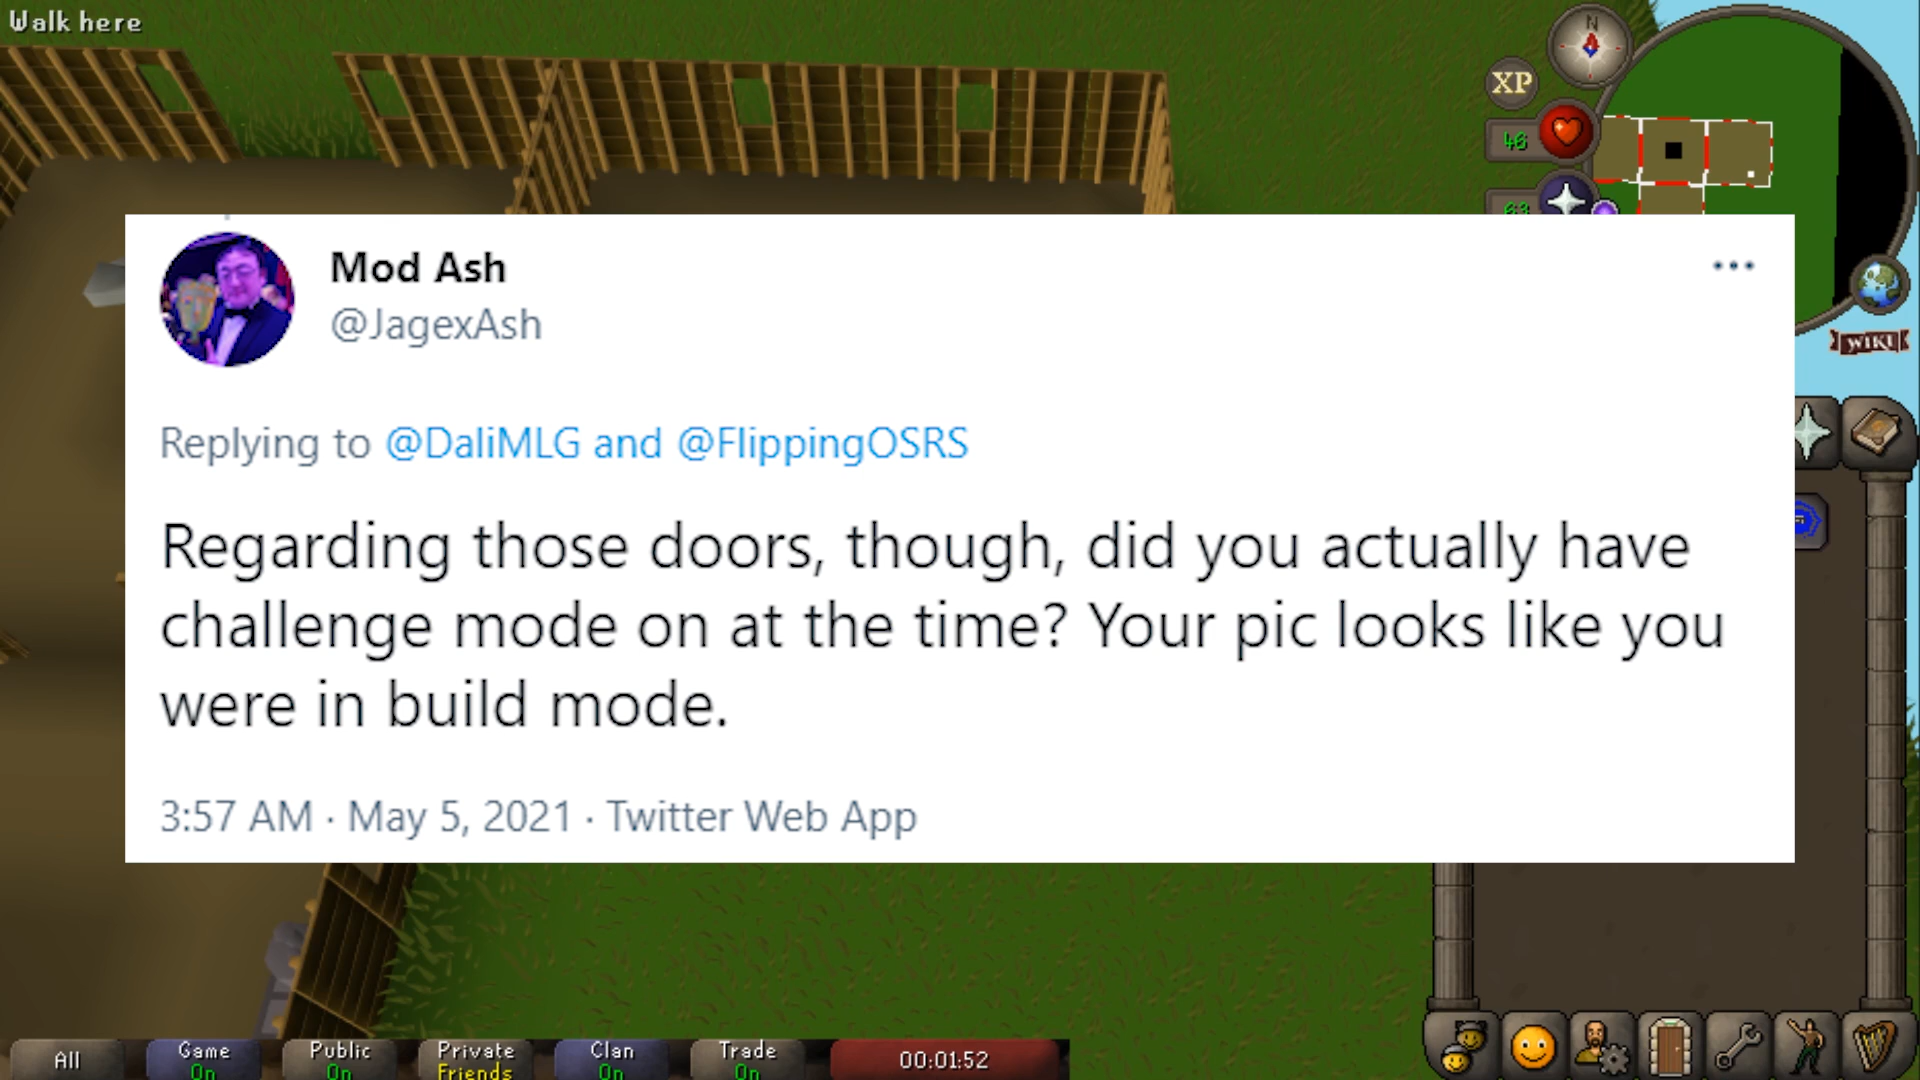 Walk here
XP
46
63
Mod Ash
@JagexAsh
Replying to @DaliMLG and @FlippingOSRS
Regarding those doors, though, did you actually have
challenge mode on at the time? Your pic looks like you
were in build mode.
3:57 AM · May 5, 2021 · Twitter Web App
N
WIKI
All
Game
On
Public
On
Private
Friends
Clan
On
Trade
On
00:01:52